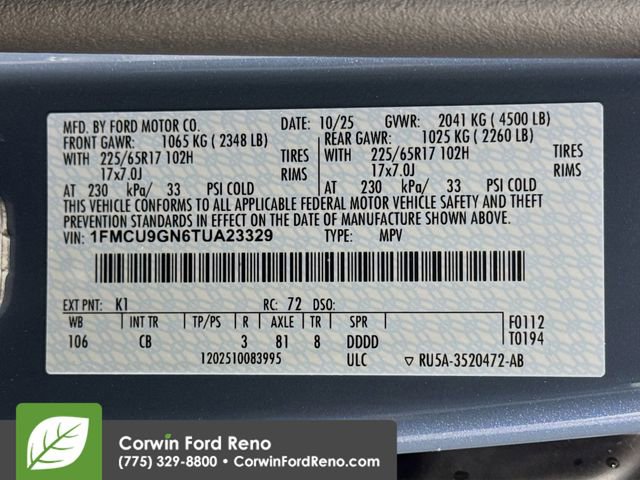 MFD. BY FORD MOTOR CO. DATE: 10/25 GVWR: 2041 KG ( 4500 LB)
FRONT GAWR: 1065 KG ( 2348 LB) REAR GAWR: 1025 KG ( 2260 LB)
WITH 225/65R17 102H TIRES WITH 225/65R17 102H TIRES
17x7.0J RIMS 17x7.0J RIMS
AT 230 kPa/ 33 PSI COLD AT 230 kPa/ 33 PSI COLD
THIS VEHICLE CONFORMS TO ALL APPLICABLE FEDERAL MOTOR VEHICLE SAFETY AND THEFT
PREVENTION STANDARDS IN EFFECT ON THE DATE OF MANUFACTURE SHOWN ABOVE.
VIN: 1FMCU9GN6TUA23329 TYPE: MPV
EXT PNT: K1 RC: 72 DSO:
WB INT TR TP/PS R AXLE TR SPR F0112
106 CB 3 81 8 DDDD T0194
1202510083995 ULC RU5A-3520472-AB
Corwin Ford Reno
(775) 329-8800 • CorwinFordReno.com